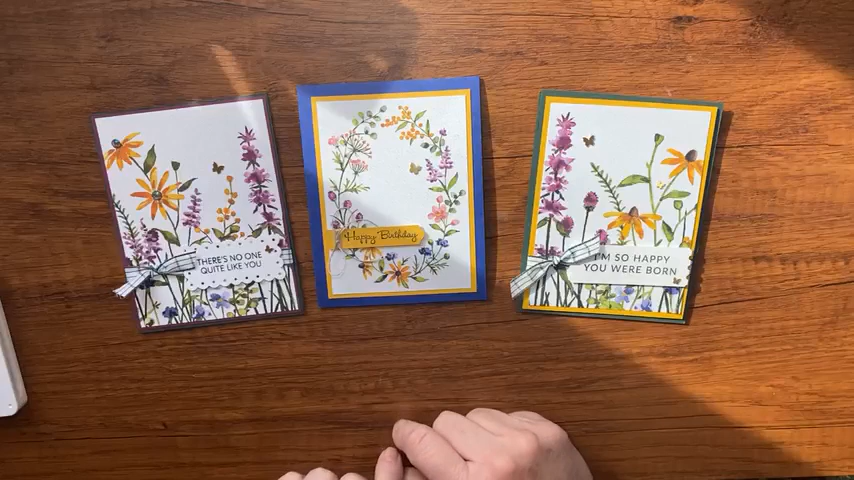 THERE'S NO ONE
QUITE LIKE YOU
Happy Birthday
I'M SO HAPPY
YOU WERE BORN